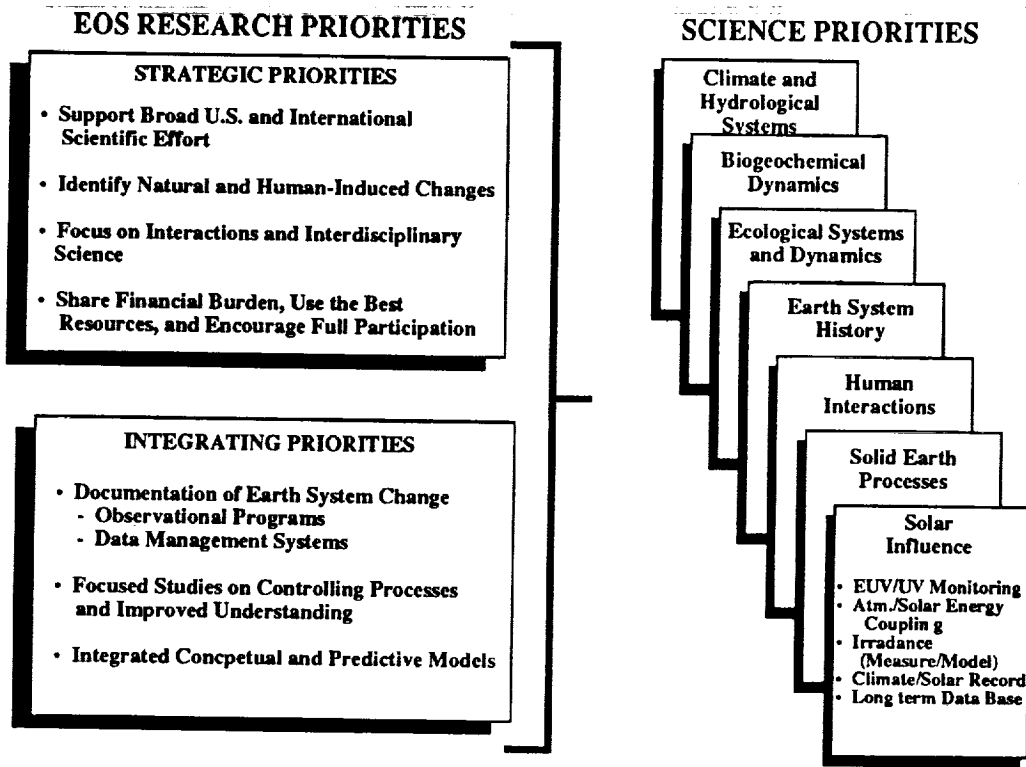 EOS RESEARCH PRIORITIES
STRATEGIC PRIORITIES
• Support Broad U.S. and International
Scientific Effort
• Identify Natural and Human-Induced Changes
• Focus on Interactions and Interdisciplinary
Science
• Share Financial Burden, Use the Best
Resources, and Encourage Full Participation
INTEGRATING PRIORITIES
• Documentation of Earth System Change
- Observational Programs
- Data Management Systems
• Focused Studies on Controlling Processes
and Improved Understanding
• Integrated Concpetual and Predictive Models
SCIENCE PRIORITIES
Climate and
Hydrological
Systems
Biogeochemical
Dynamics
Ecological Systems
and Dynamics
Earth System
History
Human
Interactions
Solid Earth
Processes
Solar
Influence
• EUV/UV Monitoring
• Atm./Solar Energy
Couplin g
• Irradance
(Measure/Model)
• Climate/Solar Record
• Long term Data Base